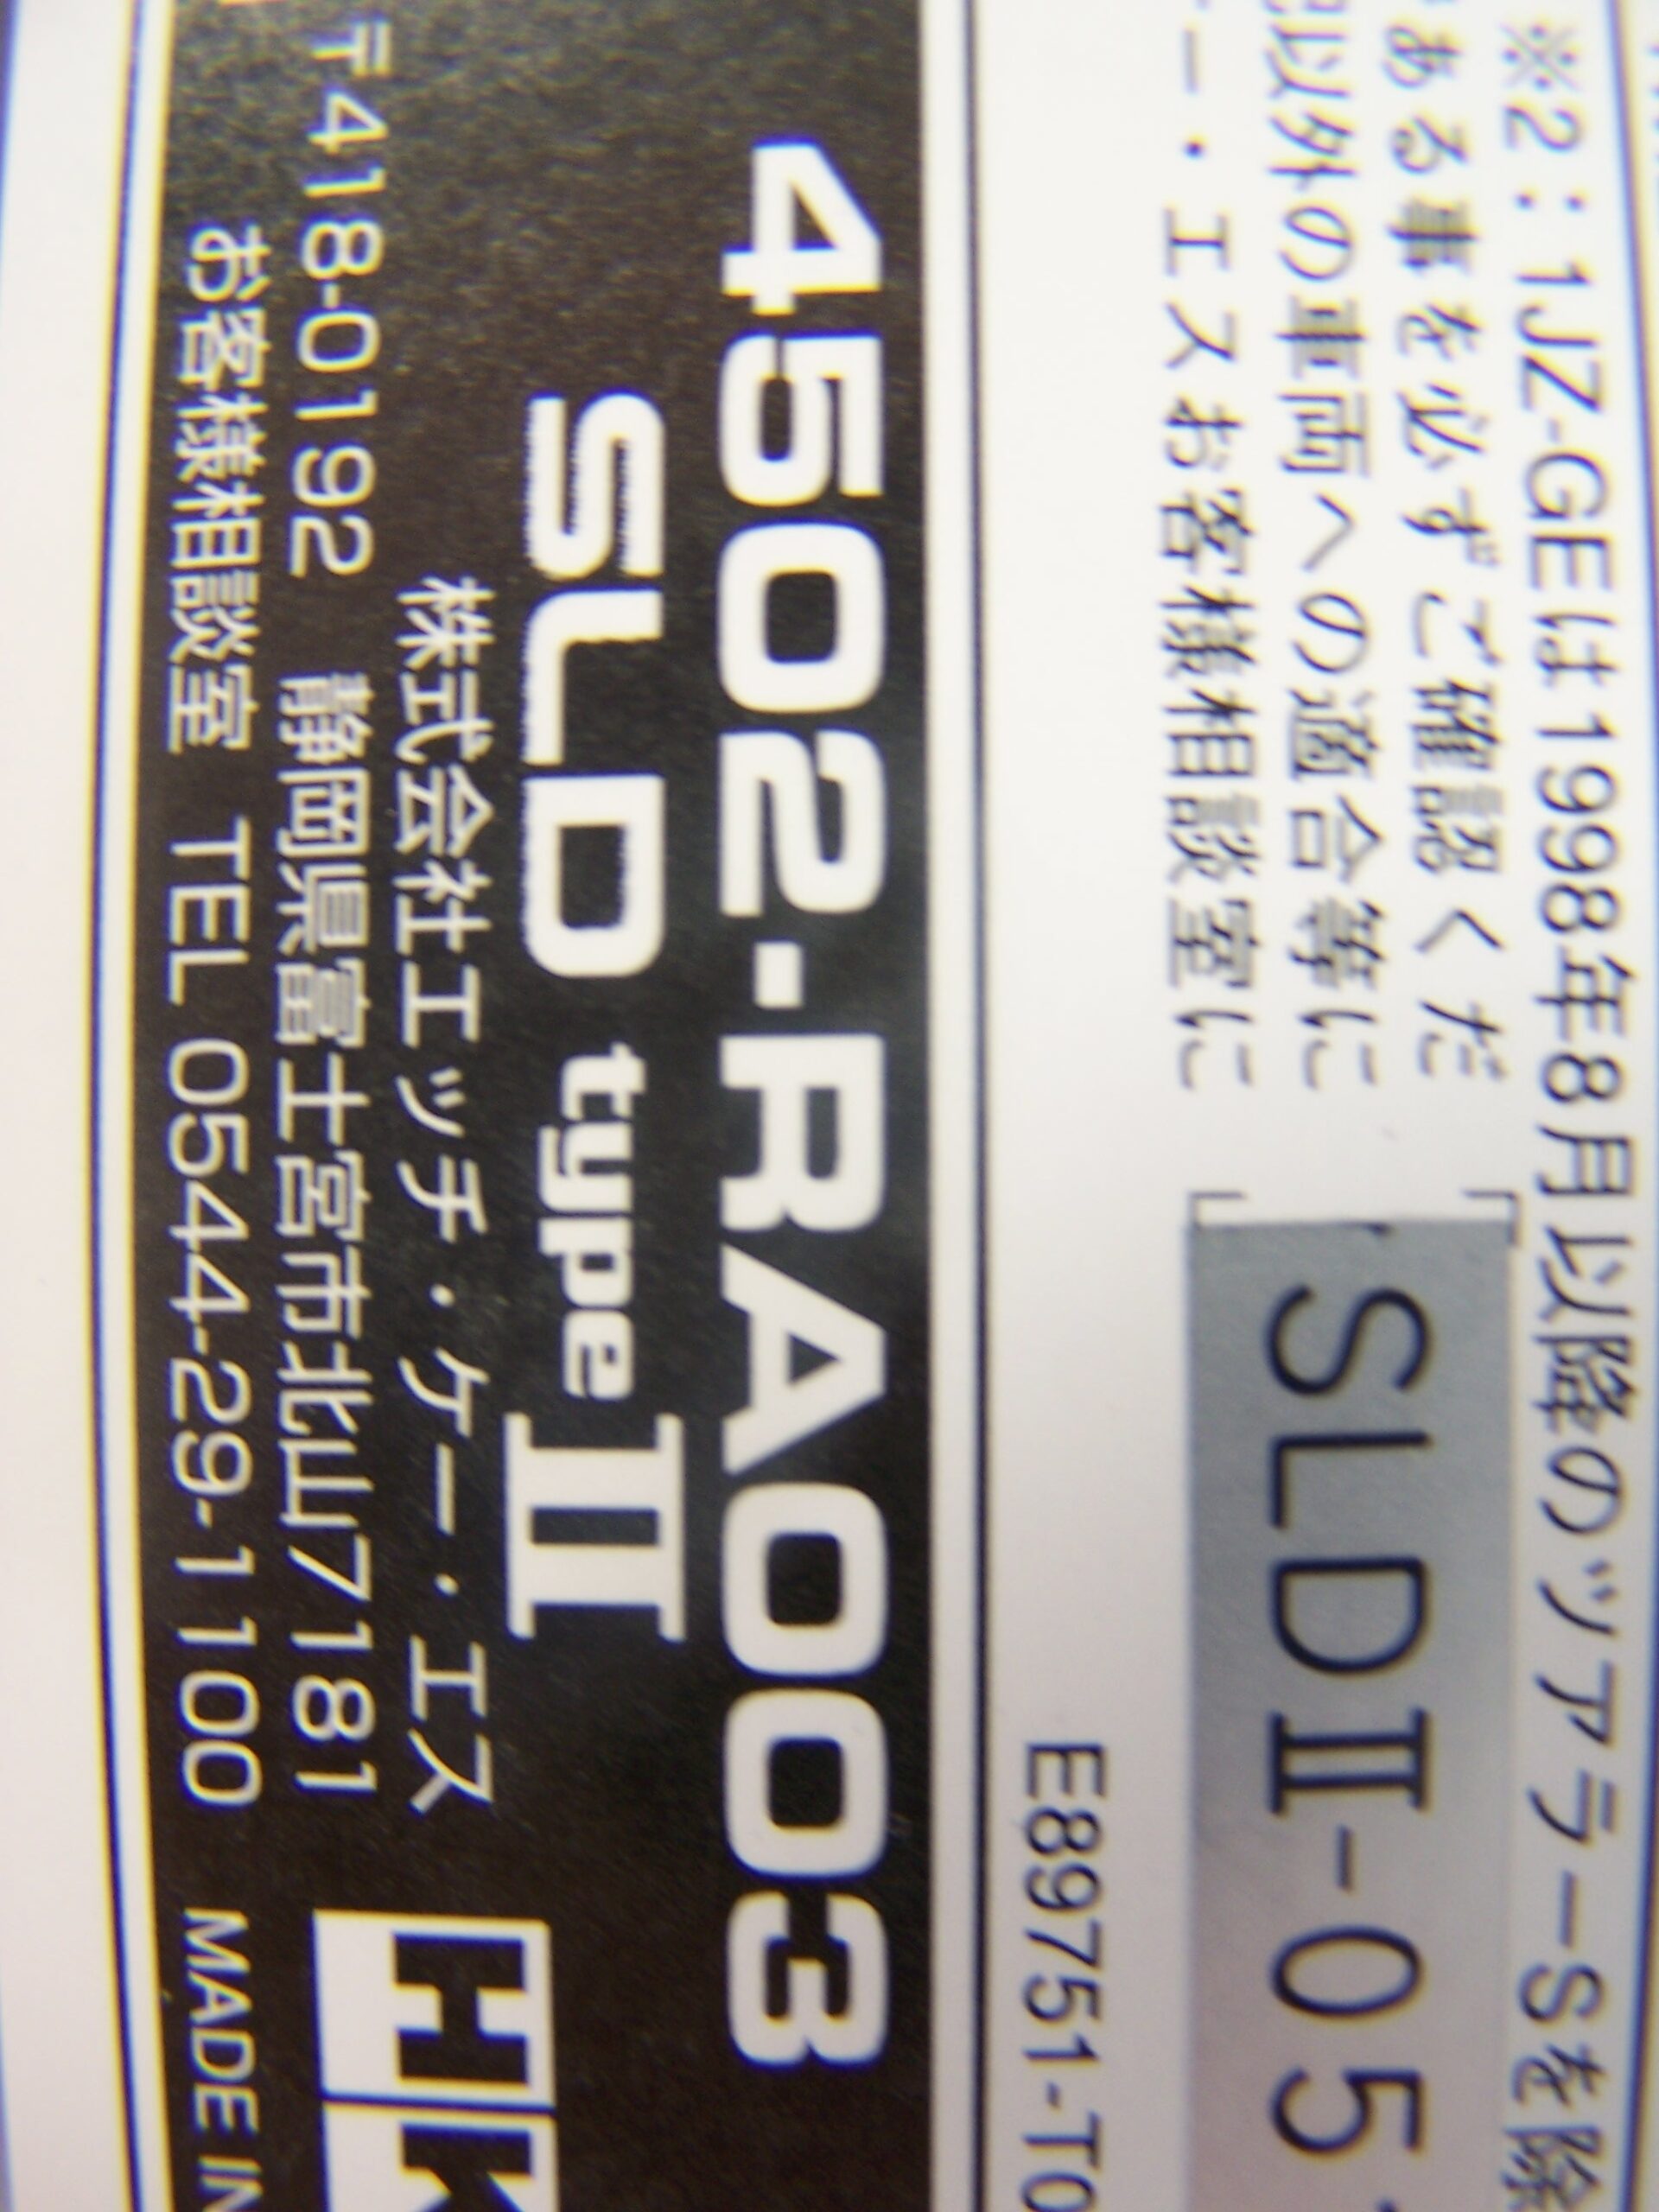 ※2：1JZ-GEは1998年8月以降のツアラーSを除
ある事を必ずご確認くだ
以外の車両への適合等に
ー・エスお客様相談室に
SLDⅡ-05
E89751-T0
4502-RA003
SLD type Ⅱ
株式会社エッチ・ケー・エス
〒418-0192 静岡県富士宮市北山7181
お客様相談室 TEL 0544-29-1100 MADE IN
HK